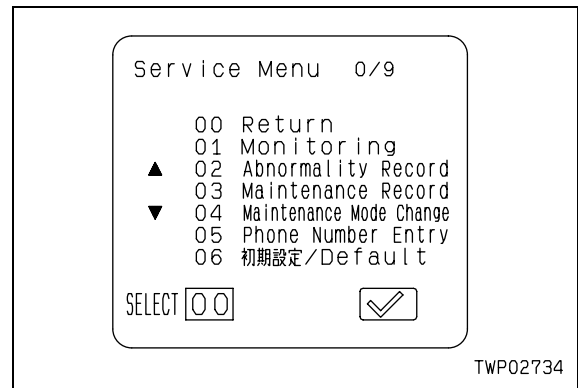 Service Menu 0/9
00 Return
01 Monitoring
▲ 02 Abnormality Record
03 Maintenance Record
▼ 04 Maintenance Mode Change
05 Phone Number Entry
06 初期設定/Default
SELECT 00
TWP02734